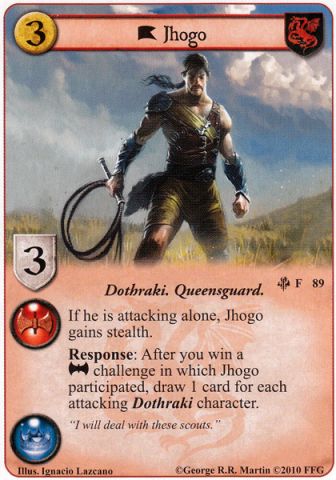 3
Jhogo
3
Dothraki. Queensguard.
F 89
If he is attacking alone, Jhogo
gains stealth.
Response: After you win a
challenge in which Jhogo
participated, draw 1 card for each
attacking Dothraki character.
"I will deal with these scouts."
Illus. Ignacio Lazcano
©George R.R. Martin ©2010 FFG